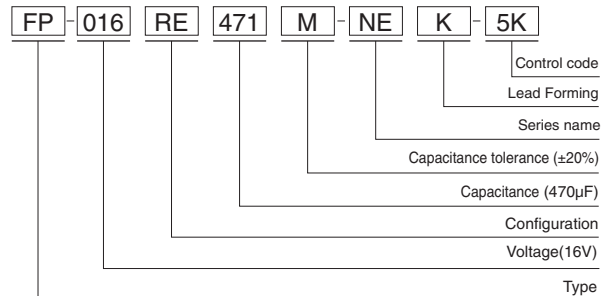 FP-016 RE 471 M-NE K-5K
Control code
Lead Forming
Series name
Capacitance tolerance (±20%)
Capacitance (470µF)
Configuration
Voltage(16V)
Type